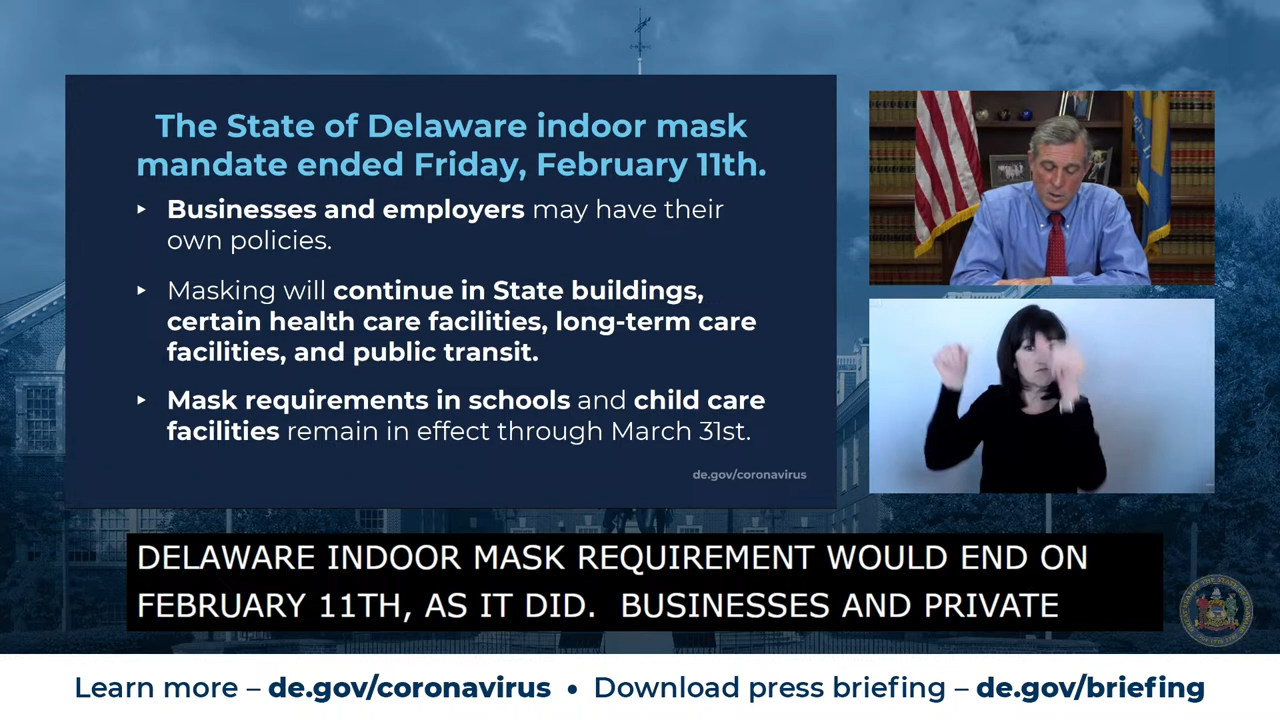 The State of Delaware indoor mask
mandate ended Friday, February 11th.
‣ Businesses and employers may have their
own policies.
‣ Masking will continue in State buildings,
certain health care facilities, long-term care
facilities, and public transit.
‣ Mask requirements in schools and child care
facilities remain in effect through March 31st.
de.gov/coronavirus
DELAWARE INDOOR MASK REQUIREMENT WOULD END ON
FEBRUARY 11TH, AS IT DID.  BUSINESSES AND PRIVATE
Learn more – de.gov/coronavirus • Download press briefing – de.gov/briefing